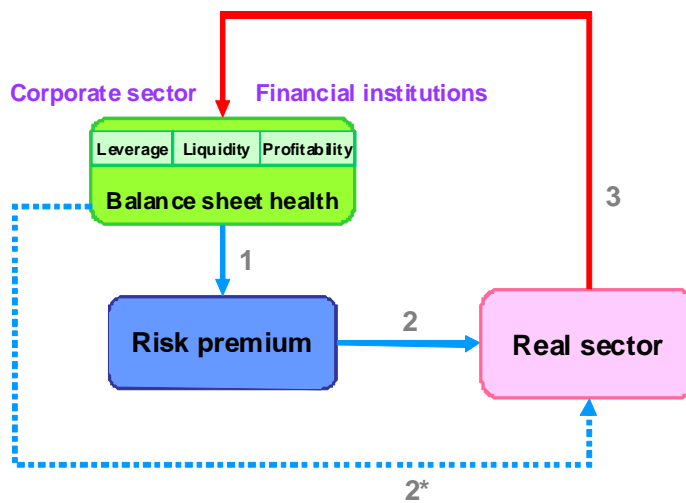 Corporate sector Financial institutions
Leverage Liquidity Profitability
Balance sheet health
3
1
2
Risk premium
Real sector
2*